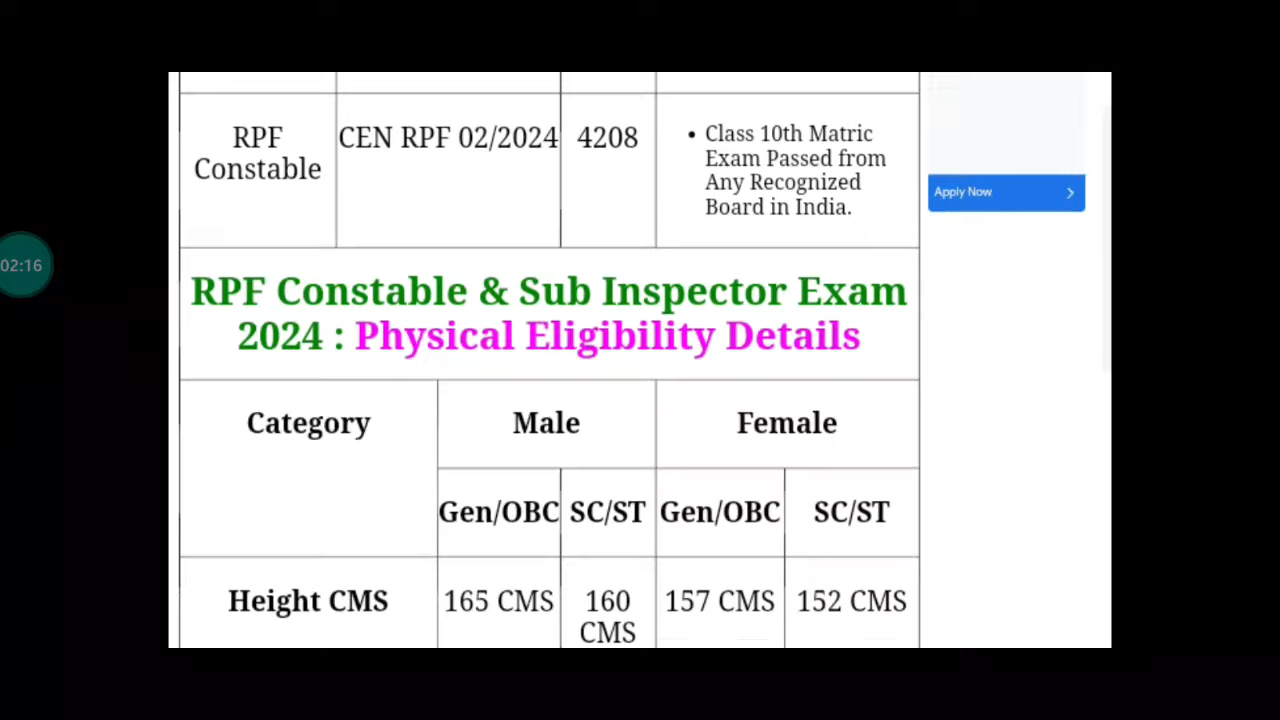 RPF
Constable
CEN RPF 02/2024
4208
• Class 10th Matric
Exam Passed from
Any Recognized
Board in India.
Apply Now
02:16
RPF Constable & Sub Inspector Exam
2024 : Physical Eligibility Details
Category
Male
Female
Gen/OBC
SC/ST
Gen/OBC
SC/ST
Height CMS
165 CMS
160
CMS
157 CMS
152 CMS